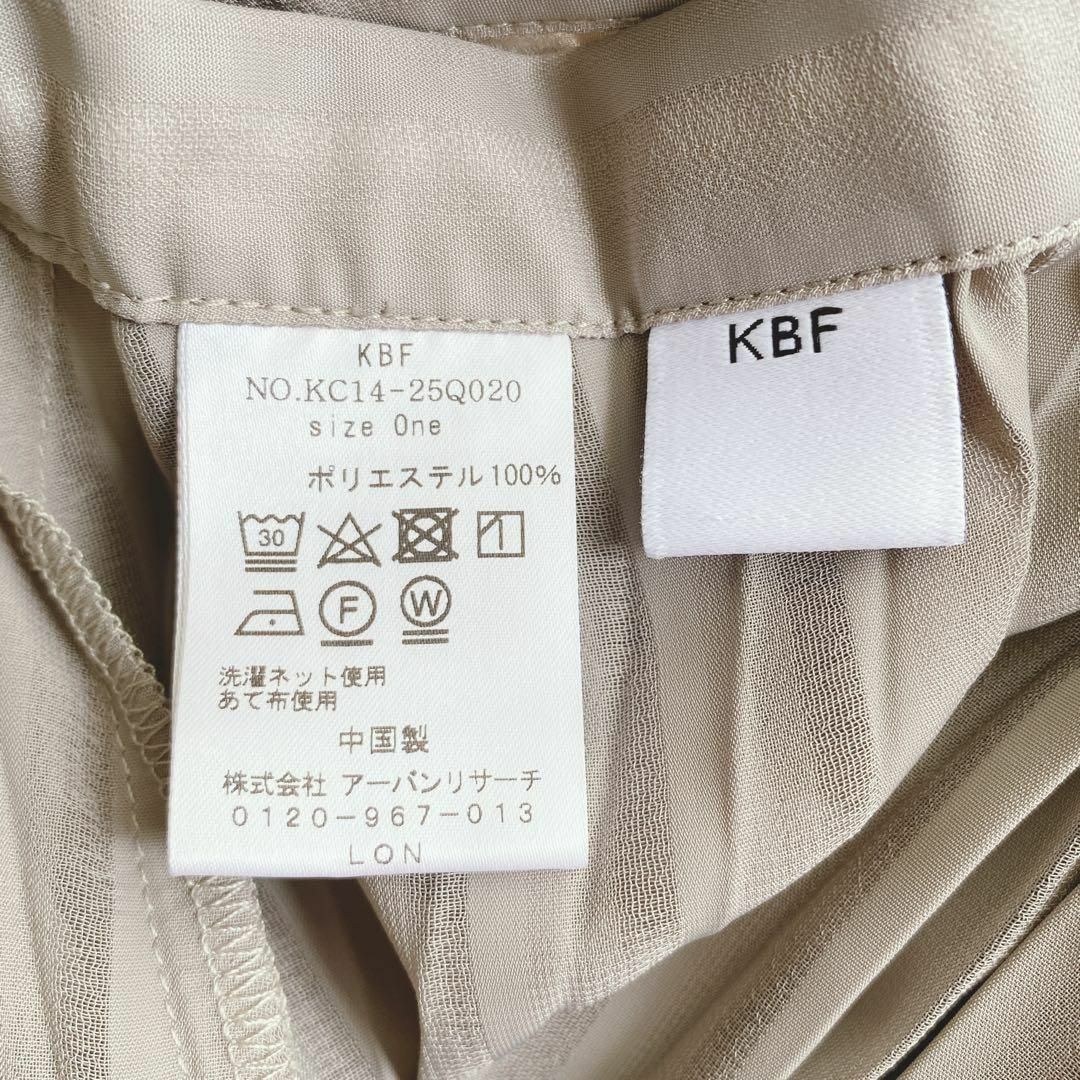 KBF
NO.KC14-25Q020
size One
ポリエステル100%
30
F W
洗濯ネット使用
あて布使用
中国製
株式会社 アーバンリサーチ
0120-967-013
LON
KBF